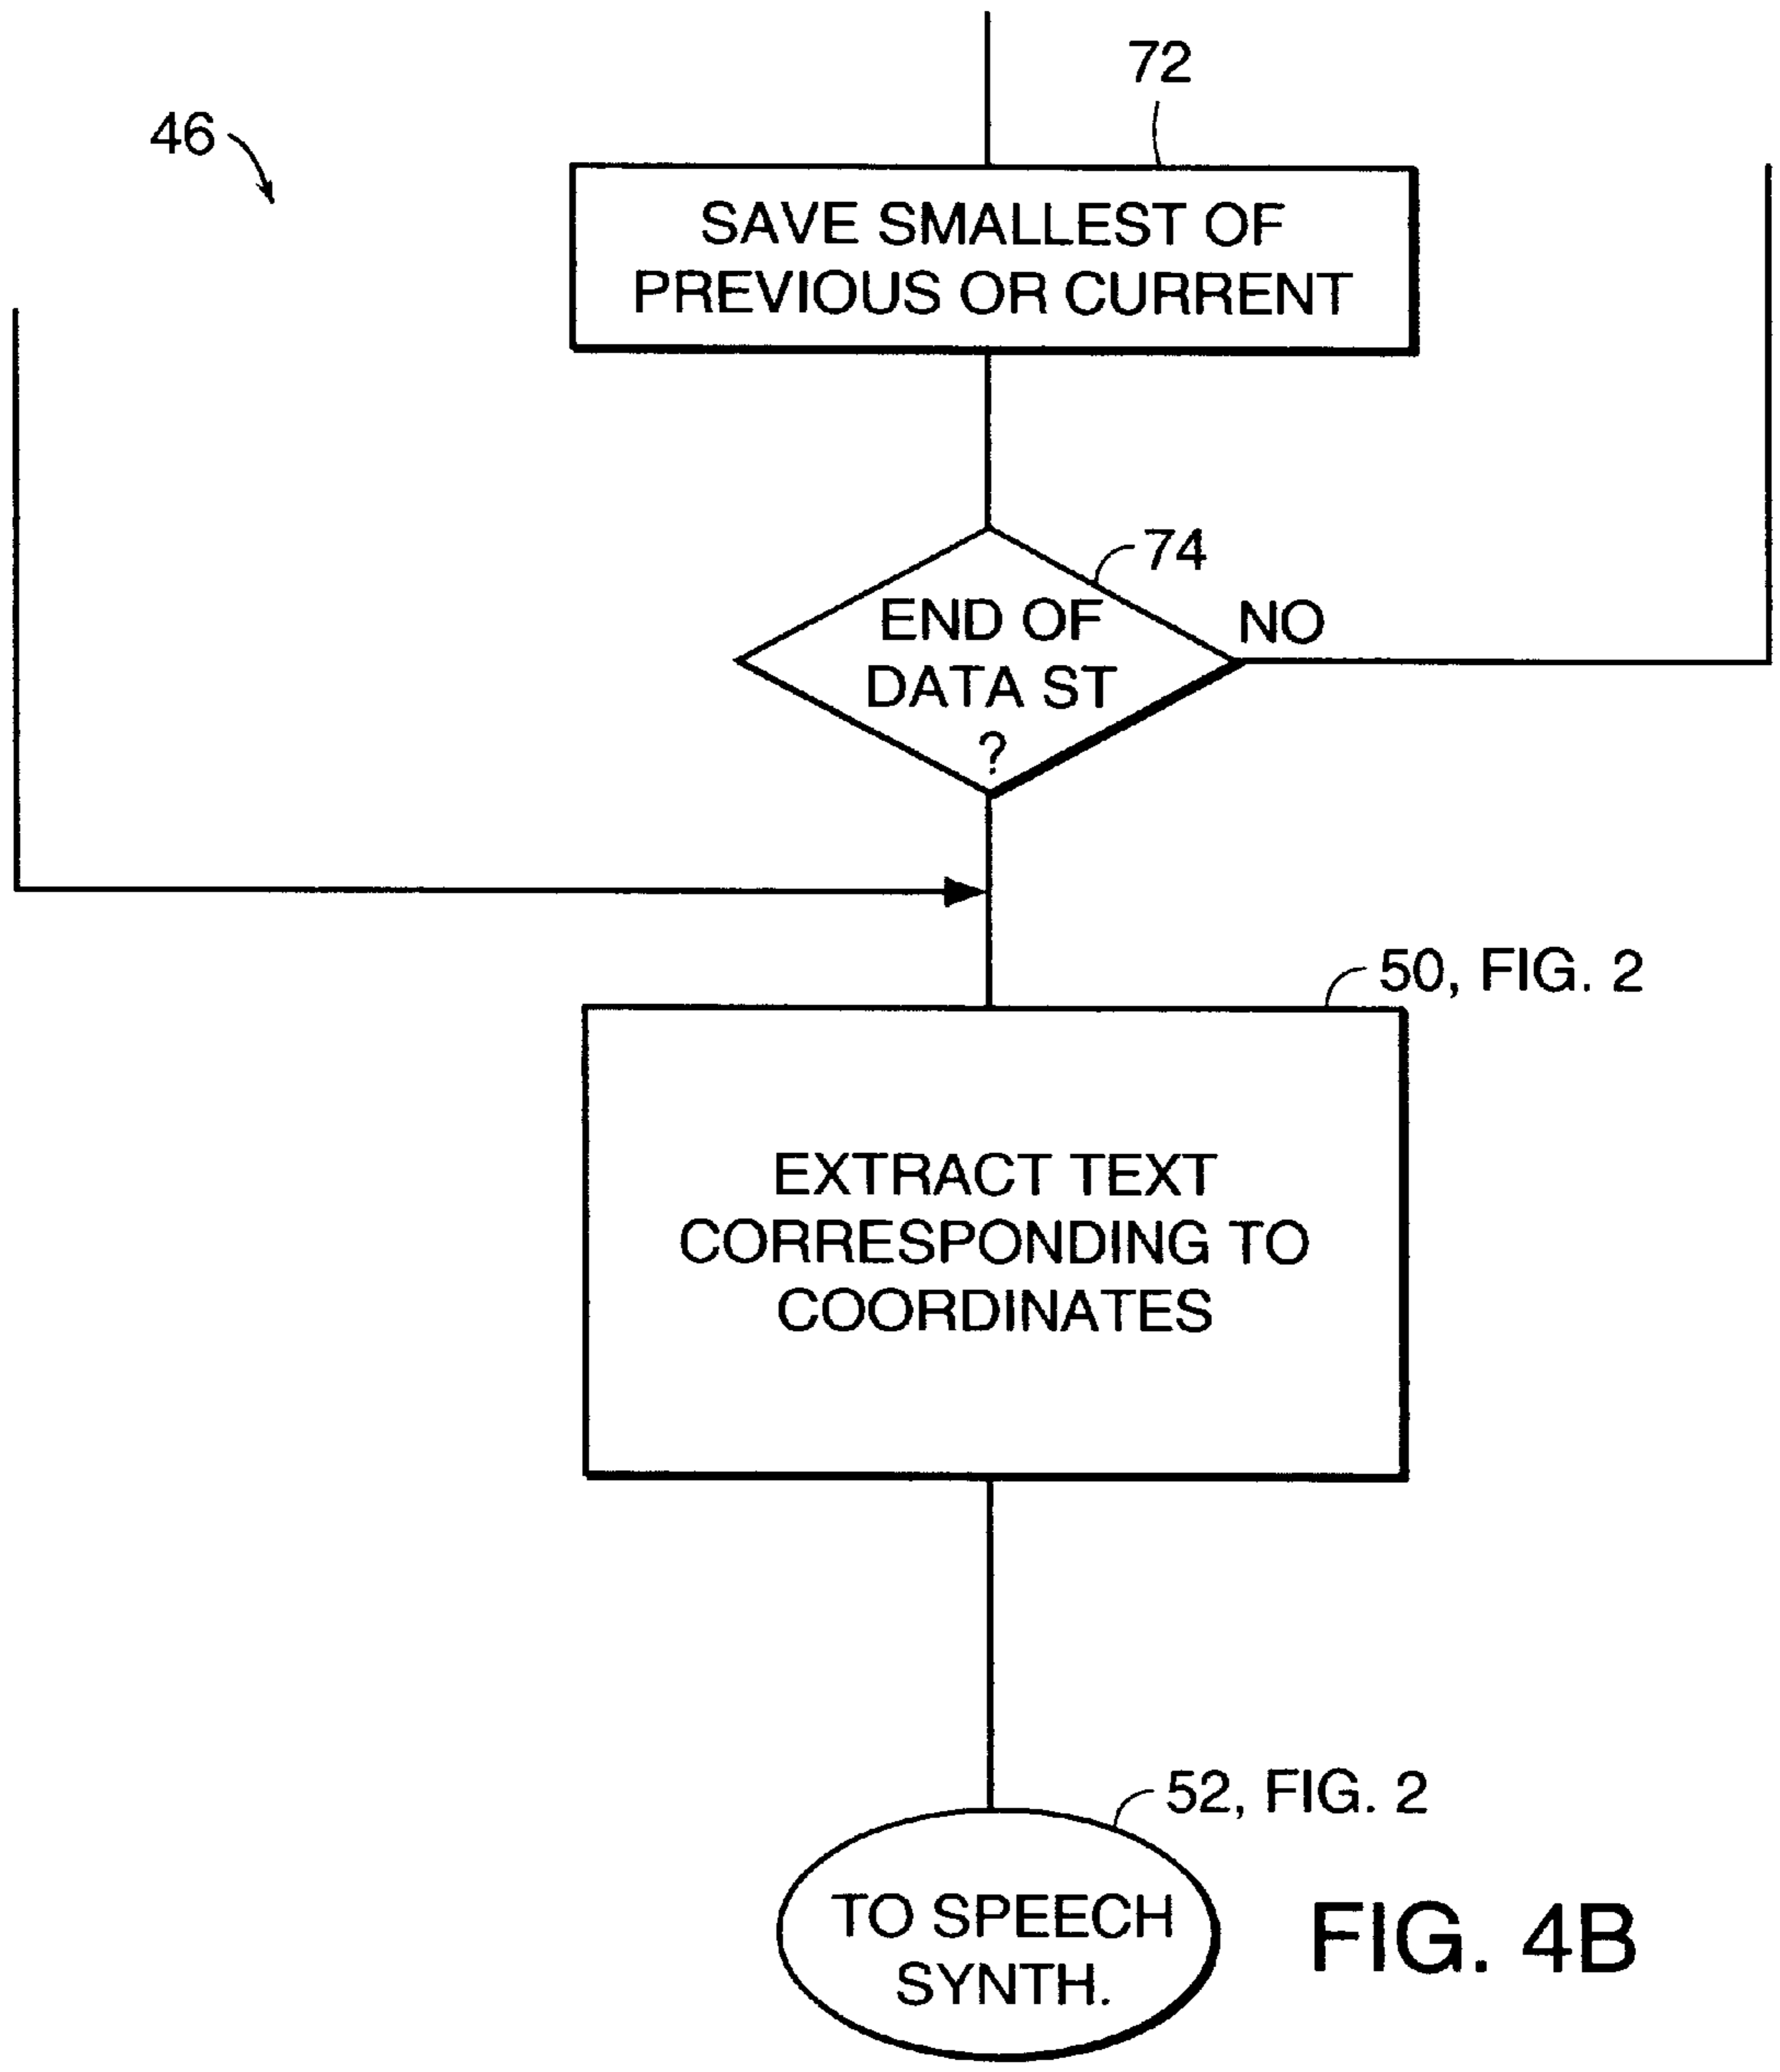 72
46
SAVE SMALLEST OF
PREVIOUS OR CURRENT
74
END OF
DATA ST
?
NO
50, FIG. 2
EXTRACT TEXT
CORRESPONDING TO
COORDINATES
52, FIG. 2
TO SPEECH
SYNTH.
FIG. 4B